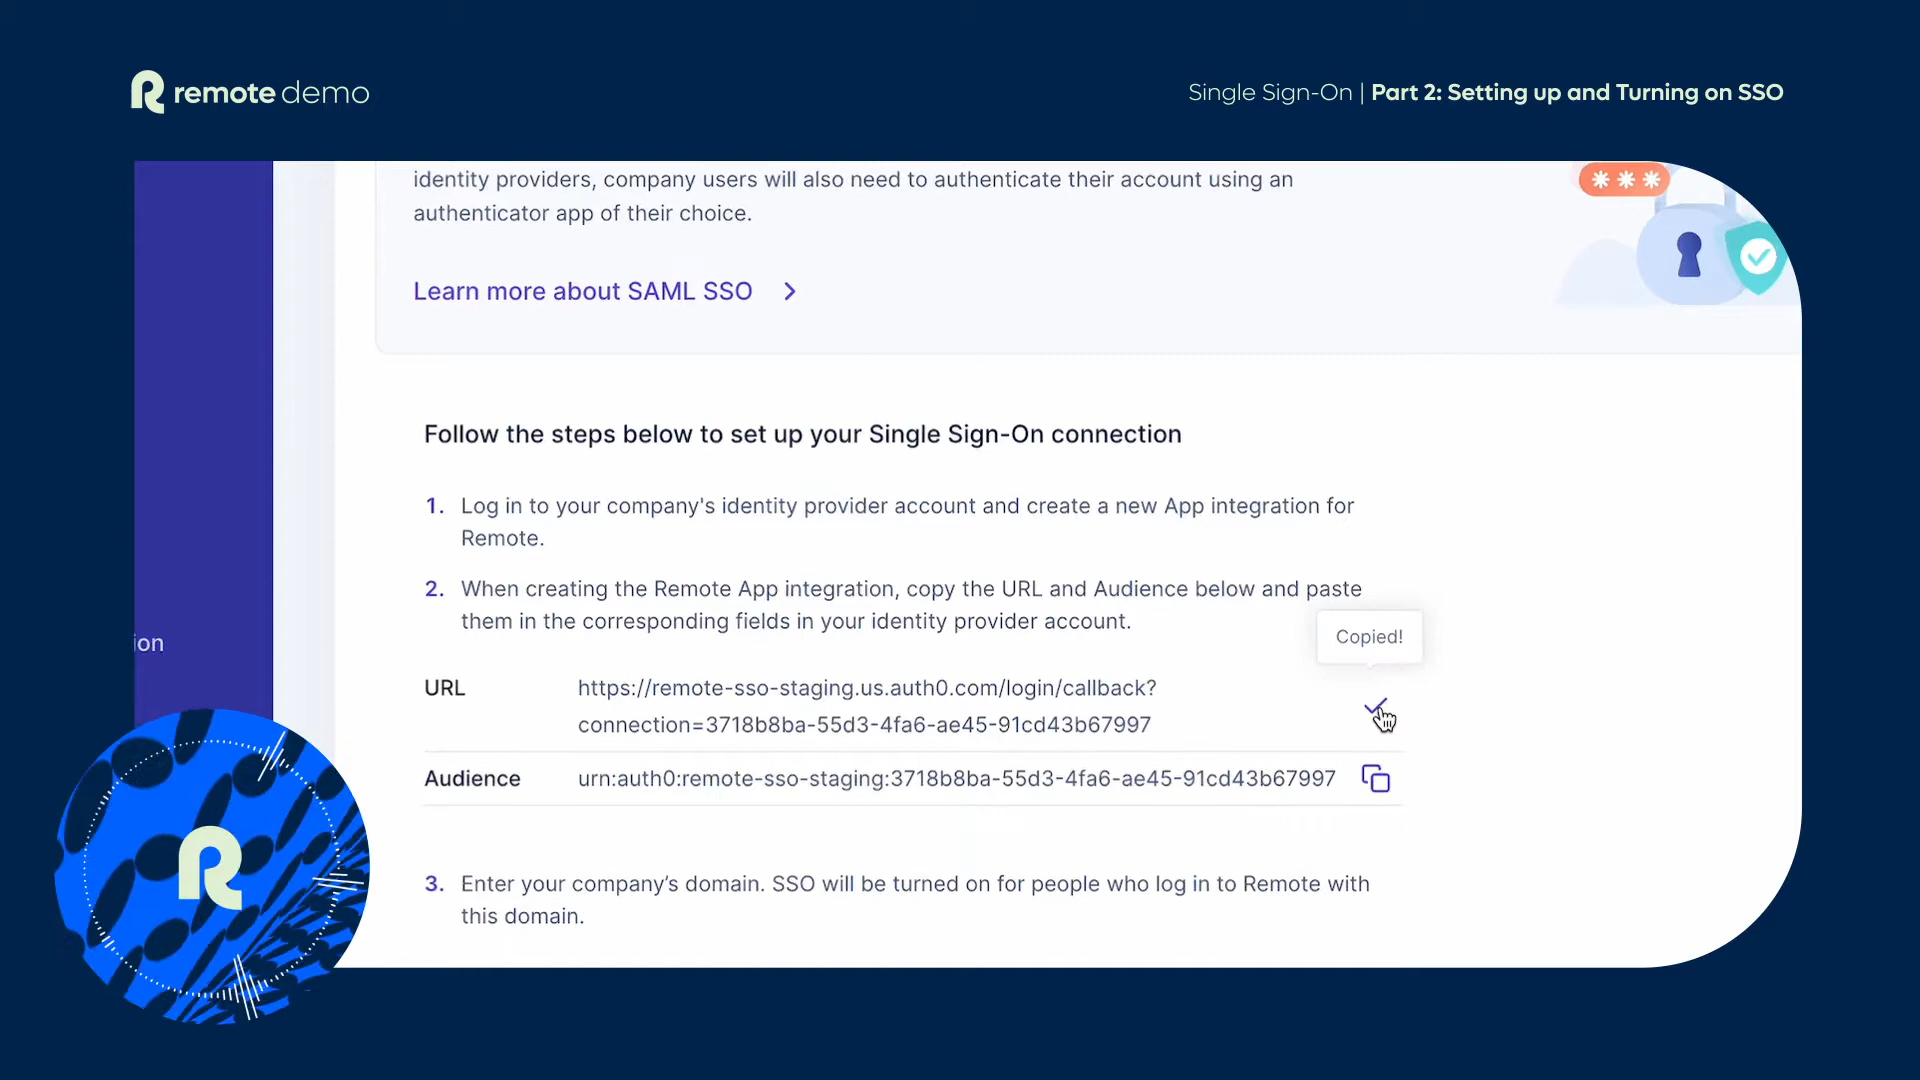 remote demo
Single Sign-On | Part 2: Setting up and Turning on SSO
identity providers, company users will also need to authenticate their account using an
authenticator app of their choice.
Learn more about SAML SSO
Follow the steps below to set up your Single Sign-On connection
1. Log in to your company's identity provider account and create a new App integration for
Remote.
2. When creating the Remote App integration, copy the URL and Audience below and paste
them in the corresponding fields in your identity provider account.
ion
Copied!
URL https://remote-sso-staging.us.auth0.com/login/callback?
connection=3718b8ba-55d3-4fa6-ae45-91cd43b67997
Audience urn:auth0:remote-sso-staging:3718b8ba-55d3-4fa6-ae45-91cd43b67997
3. Enter your company’s domain. SSO will be turned on for people who log in to Remote with
this domain.